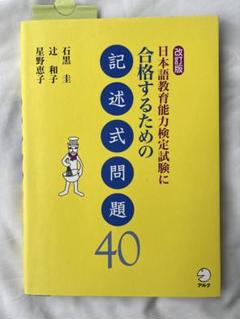 改訂版
日本語教育能力検定試験に
合格するための
記述式問題
40
石黒 圭
辻 和子
星野恵子
アルク